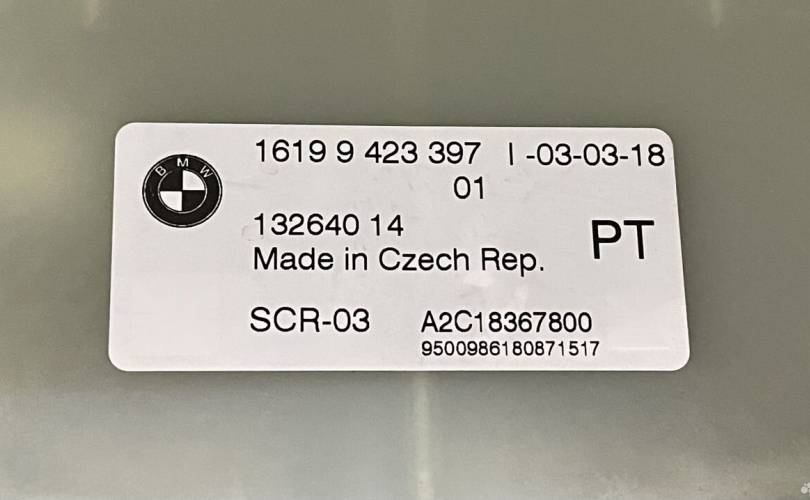 BMW
1619 9 423 397 I -03-03-18
01
132640 14
PT
Made in Czech Rep.
SCR-03 A2C18367800
9500986180871517